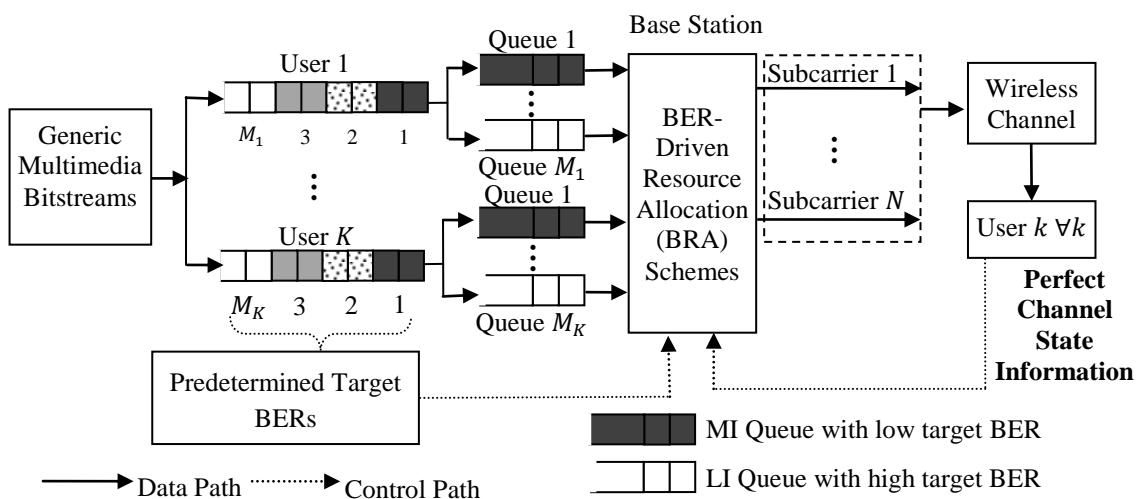 Base Station
Generic
Multimedia
Bitstreams
User 1
M₁ 3 2 1
User K
M_K 3 2 1
Queue 1
Queue M₁
Queue 1
Queue M_K
BER-
Driven
Resource
Allocation
(BRA)
Schemes
Subcarrier 1
Subcarrier N
Wireless
Channel
User k ∀k
Perfect
Channel
State
Information
Predetermined Target
BERs
MI Queue with low target BER
LI Queue with high target BER
Data Path
Control Path